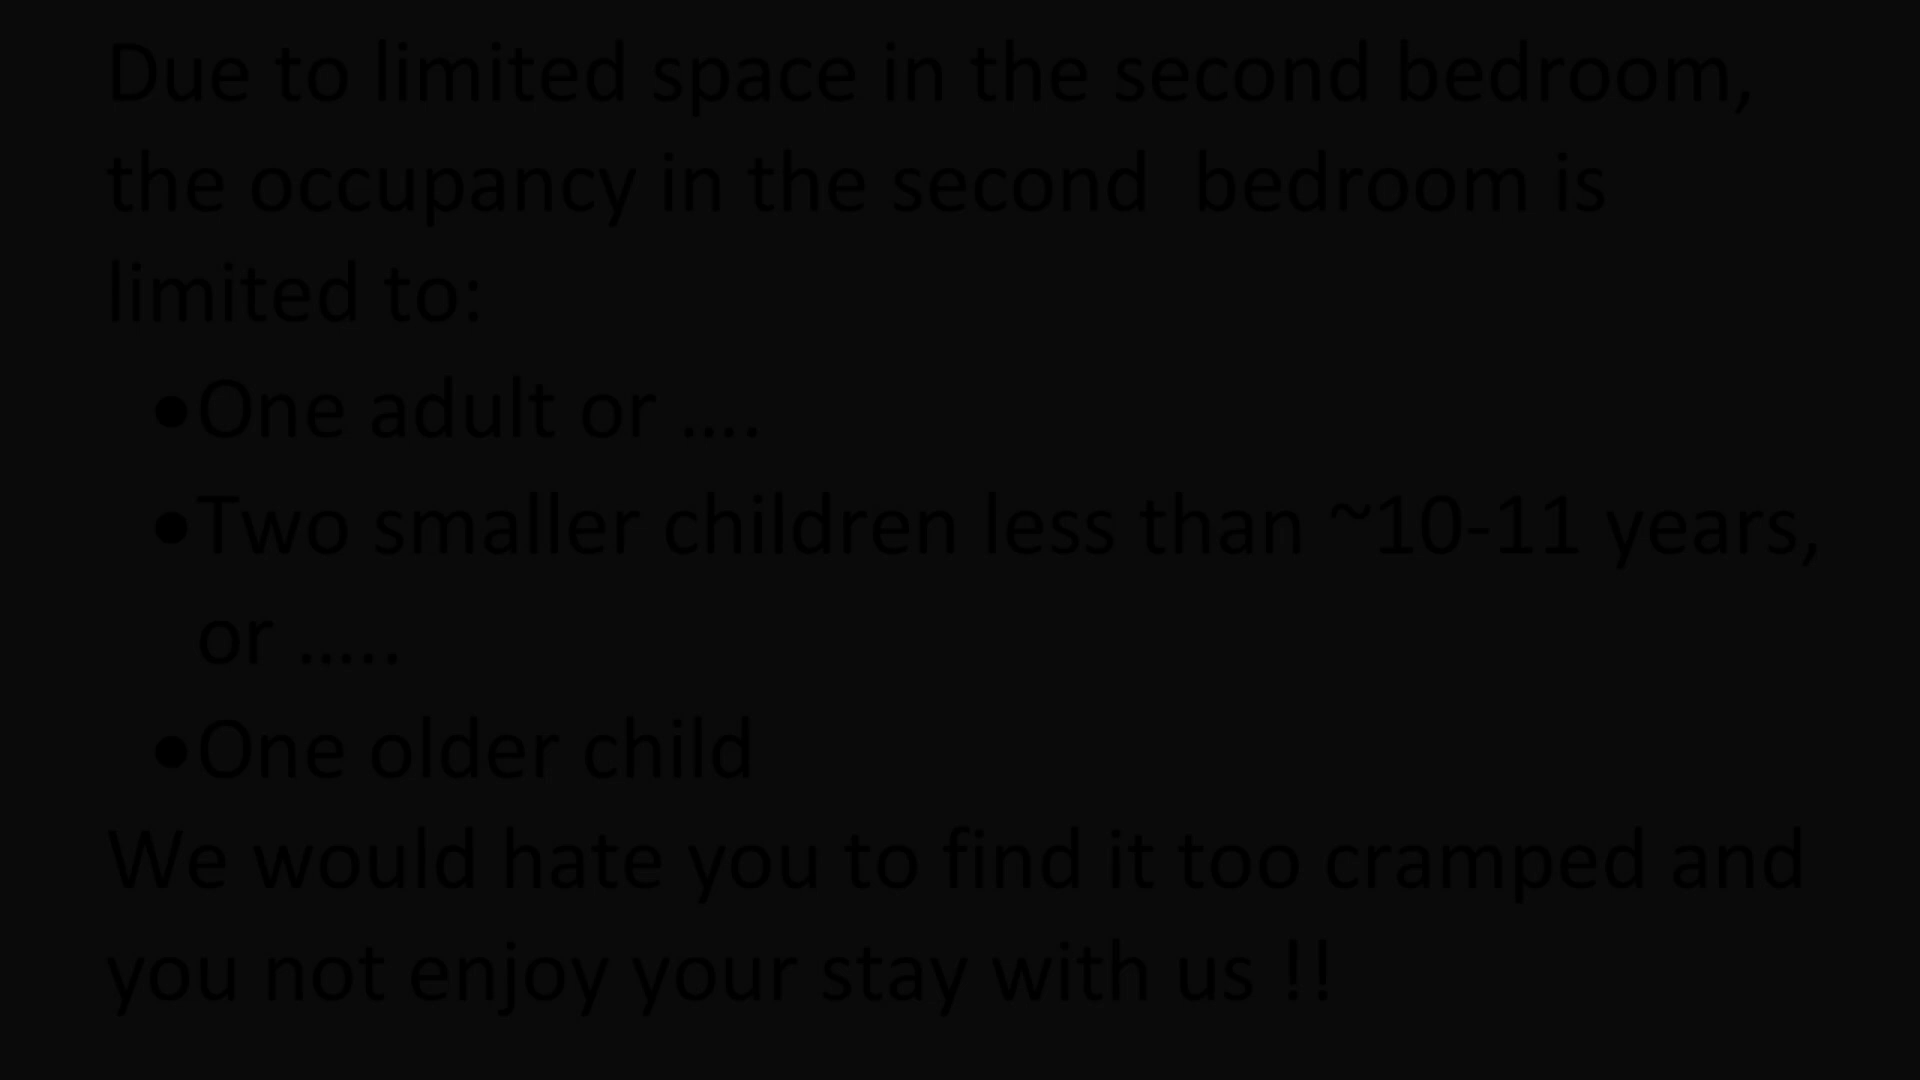 Due to limited space in the second bedroom,
the occupancy in the second  bedroom is
limited to:
•One adult or ....
•Two smaller children less than ~10-11 years,
or .....
•One older child
We would hate you to find it too cramped and
you not enjoy your stay with us !!